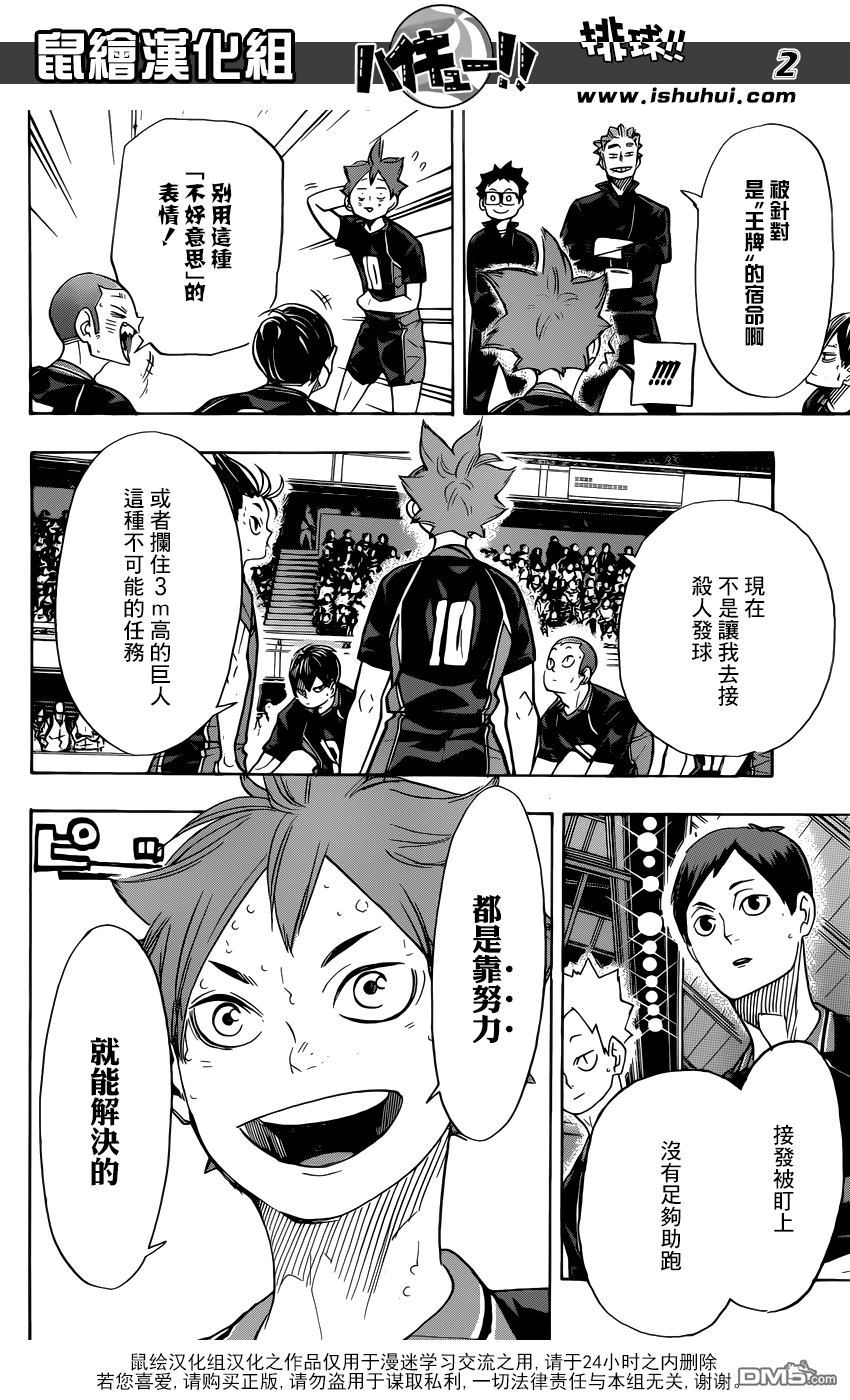 鼠繪漢化組
ハイキュー!!
排球!!
2
www.ishuhui.com
被針對
是"王牌"的宿命啊
!!!!!
別用這種
「不好意思」的
表情!
現在
不是讓我去接
殺人發球
或者攔住3m高的巨人
這種不可能的任務
接發被盯上
沒有足夠助跑
都是靠努力
就能解決的
ピ
鼠绘汉化组汉化之作品仅用于漫迷学习交流之用,请于24小时之内删除
若您喜爱,请购买正版,请勿盗用于谋取私利,一切法律责任与本组无关,谢谢。
DM5.com
10
10